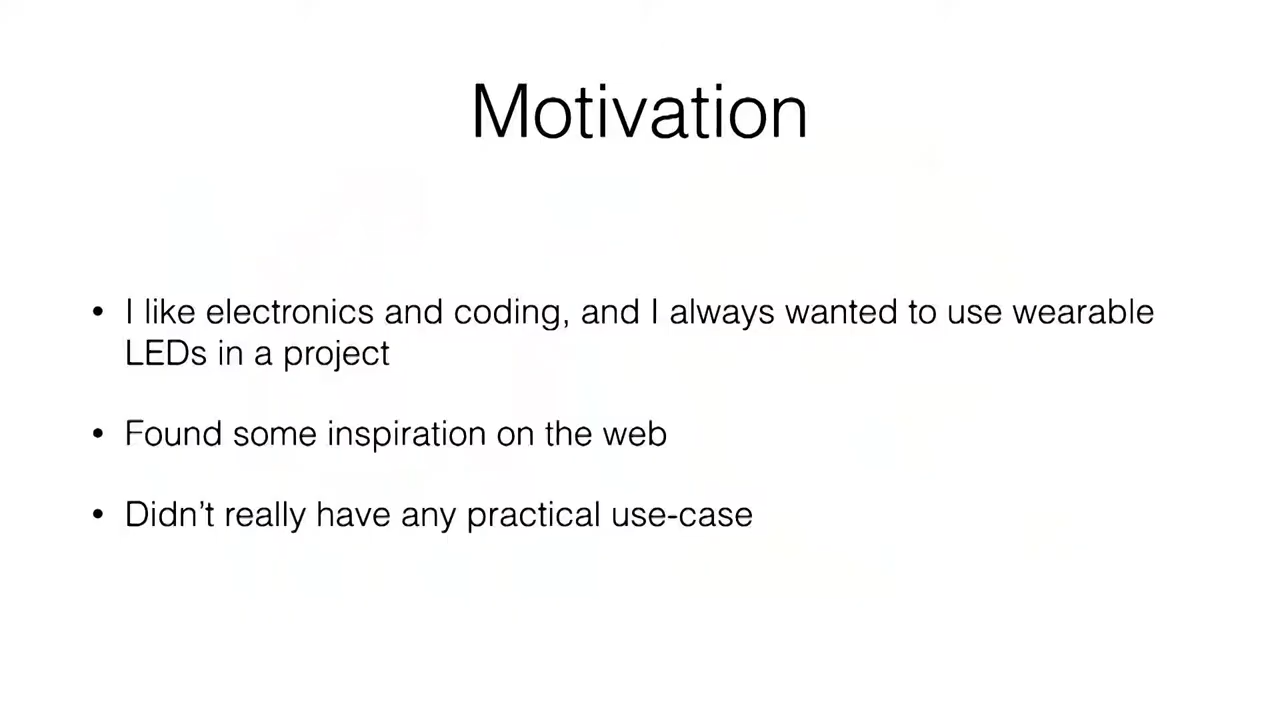 Motivation
• I like electronics and coding, and I always wanted to use wearable
LEDs in a project
• Found some inspiration on the web
• Didn't really have any practical use-case